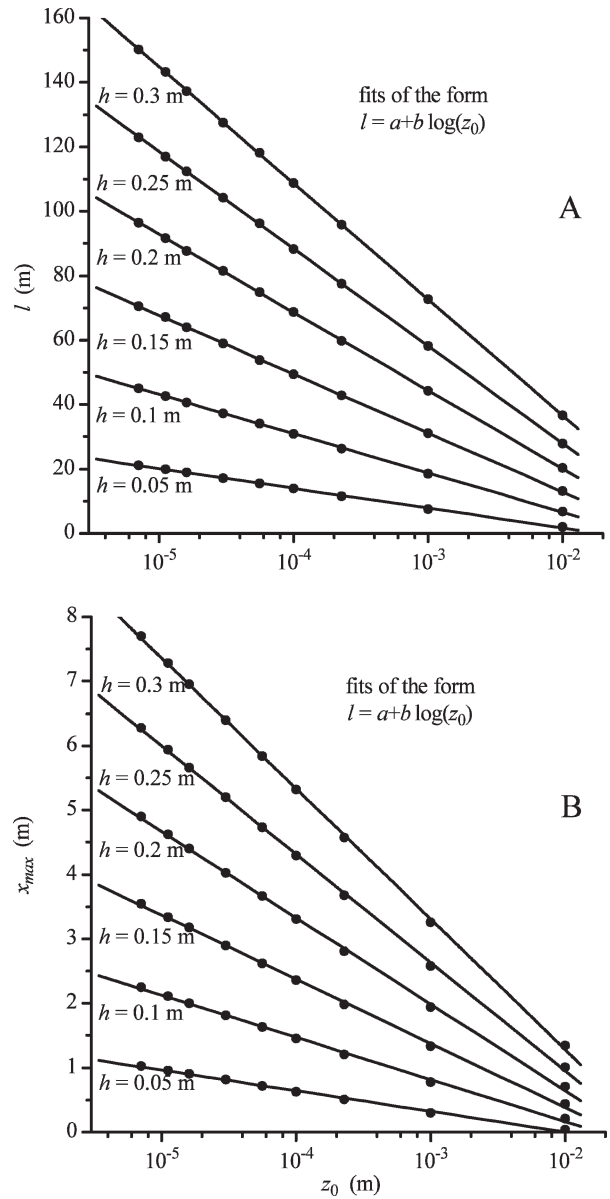 160
140
120
100
80
60
40
20
0
l (m)
h = 0.3 m
h = 0.25 m
h = 0.2 m
h = 0.15 m
h = 0.1 m
h = 0.05 m
fits of the form
l = a+b log(z₀)
A
10⁻⁵ 10⁻⁴ 10⁻³ 10⁻²
8
7
6
5
4
3
2
1
0
xₘₐₓ (m)
h = 0.3 m
h = 0.25 m
h = 0.2 m
h = 0.15 m
h = 0.1 m
h = 0.05 m
fits of the form
l = a+b log(z₀)
B
10⁻⁵ 10⁻⁴ 10⁻³ 10⁻²
z₀ (m)